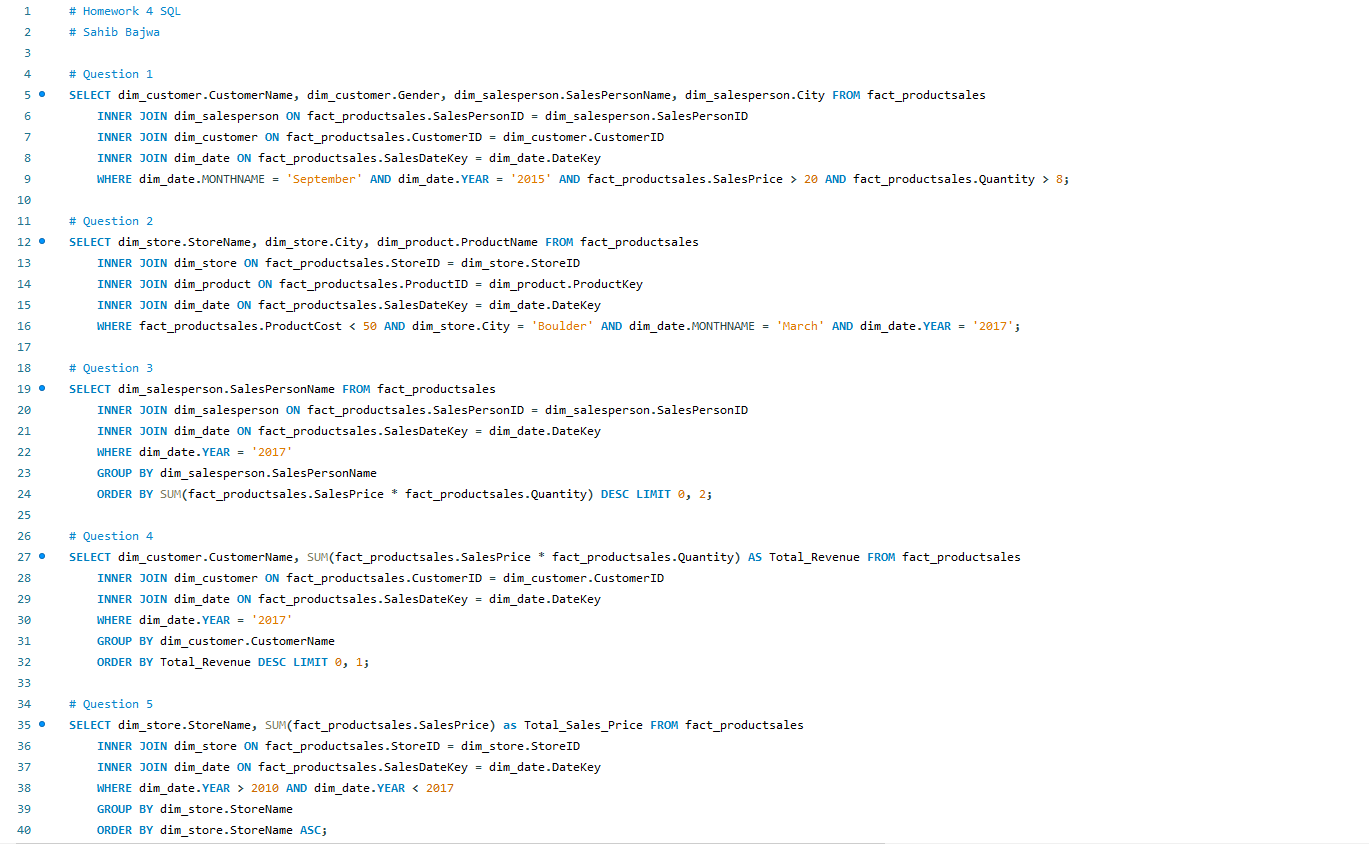 1 # Homework 4 SQL
2 # Sahib Bajwa
3
4 # Question 1
5 SELECT dim_customer.CustomerName, dim_customer.Gender, dim_salesperson.SalesPersonName, dim_salesperson.City FROM fact_productsales
6 INNER JOIN dim_salesperson ON fact_productsales.SalesPersonID = dim_salesperson.SalesPersonID
7 INNER JOIN dim_customer ON fact_productsales.CustomerID = dim_customer.CustomerID
8 INNER JOIN dim_date ON fact_productsales.SalesDateKey = dim_date.DateKey
9 WHERE dim_date.MONTHNAME = 'September' AND dim_date.YEAR = '2015' AND fact_productsales.SalesPrice > 20 AND fact_productsales.Quantity > 8;
10
11 # Question 2
12 SELECT dim_store.StoreName, dim_store.City, dim_product.ProductName FROM fact_productsales
13 INNER JOIN dim_store ON fact_productsales.StoreID = dim_store.StoreID
14 INNER JOIN dim_product ON fact_productsales.ProductID = dim_product.ProductKey
15 INNER JOIN dim_date ON fact_productsales.SalesDateKey = dim_date.DateKey
16 WHERE fact_productsales.ProductCost < 50 AND dim_store.City = 'Boulder' AND dim_date.MONTHNAME = 'March' AND dim_date.YEAR = '2017';
17
18 # Question 3
19 SELECT dim_salesperson.SalesPersonName FROM fact_productsales
20 INNER JOIN dim_salesperson ON fact_productsales.SalesPersonID = dim_salesperson.SalesPersonID
21 INNER JOIN dim_date ON fact_productsales.SalesDateKey = dim_date.DateKey
22 WHERE dim_date.YEAR = '2017'
23 GROUP BY dim_salesperson.SalesPersonName
24 ORDER BY SUM(fact_productsales.SalesPrice * fact_productsales.Quantity) DESC LIMIT 0, 2;
25
26 # Question 4
27 SELECT dim_customer.CustomerName, SUM(fact_productsales.SalesPrice * fact_productsales.Quantity) AS Total_Revenue FROM fact_productsales
28 INNER JOIN dim_customer ON fact_productsales.CustomerID = dim_customer.CustomerID
29 INNER JOIN dim_date ON fact_productsales.SalesDateKey = dim_date.DateKey
30 WHERE dim_date.YEAR = '2017'
31 GROUP BY dim_customer.CustomerName
32 ORDER BY Total_Revenue DESC LIMIT 0, 1;
33
34 # Question 5
35 SELECT dim_store.StoreName, SUM(fact_productsales.SalesPrice) as Total_Sales_Price FROM fact_productsales
36 INNER JOIN dim_store ON fact_productsales.StoreID = dim_store.StoreID
37 INNER JOIN dim_date ON fact_productsales.SalesDateKey = dim_date.DateKey
38 WHERE dim_date.YEAR > 2010 AND dim_date.YEAR < 2017
39 GROUP BY dim_store.StoreName
40 ORDER BY dim_store.StoreName ASC;